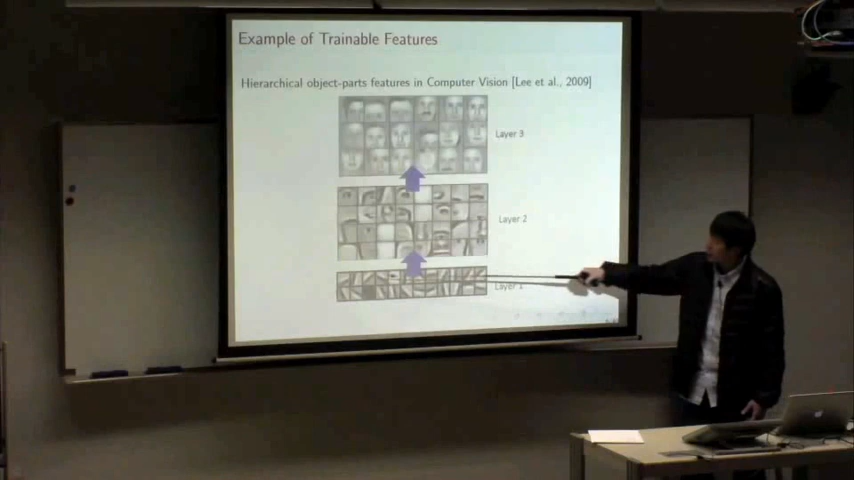 Example of Trainable Features
Hierarchical object-parts features in Computer Vision [Lee et al., 2009]
Layer 3
Layer 2
Layer 1